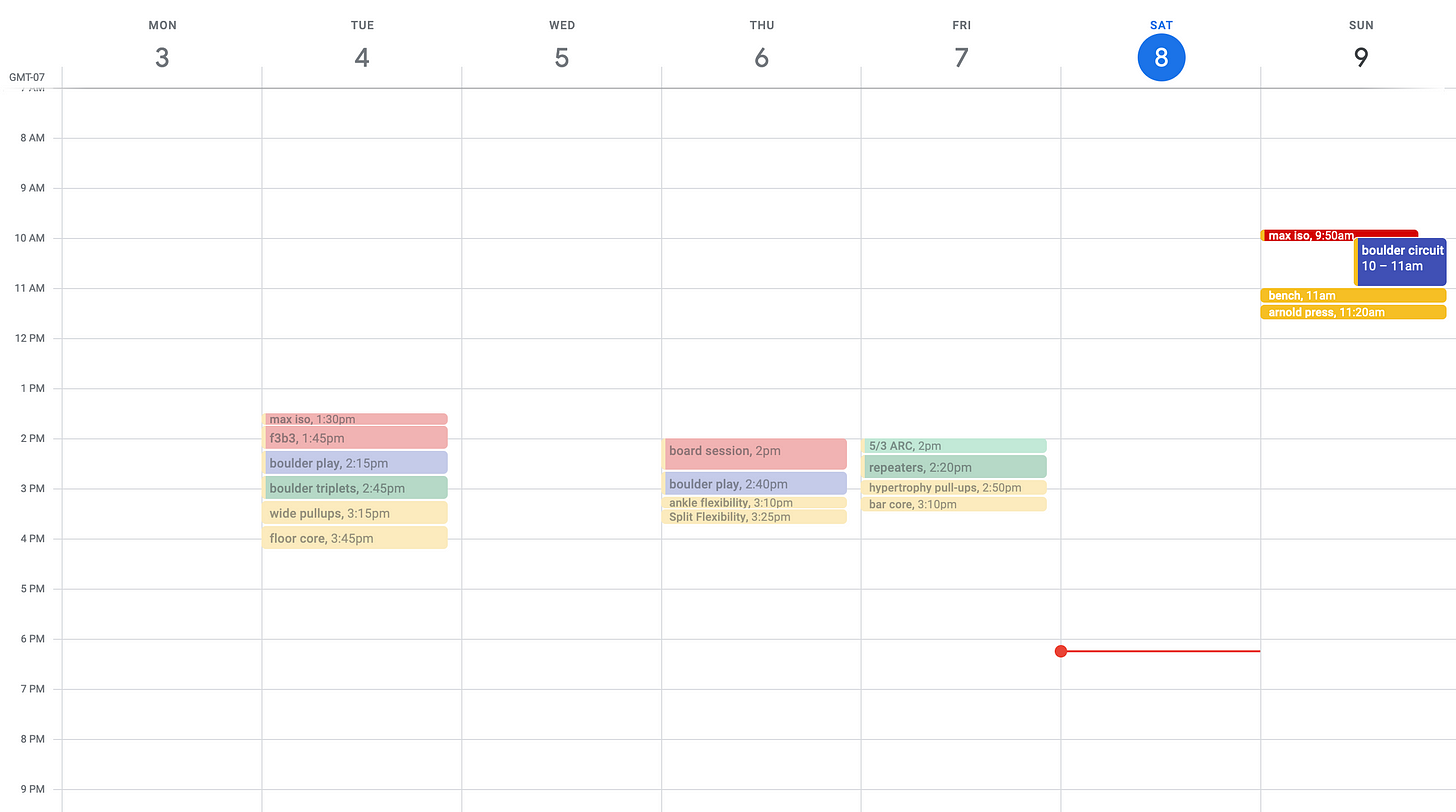 MON
3
TUE
4
WED
5
THU
6
FRI
7
SAT
8
SUN
9
GMT-07
7 AM
8 AM
9 AM
10 AM
11 AM
12 PM
1 PM
2 PM
3 PM
4 PM
5 PM
6 PM
7 PM
8 PM
9 PM
max iso, 1:30pm
f3b3, 1:45pm
boulder play, 2:15pm
boulder triplets, 2:45pm
wide pullups, 3:15pm
floor core, 3:45pm
board session, 2pm
boulder play, 2:40pm
ankle flexibility, 3:10pm
Split Flexibility, 3:25pm
5/3 ARC, 2pm
repeaters, 2:20pm
hypertrophy pull-ups, 2:50pm
bar core, 3:10pm
max iso, 9:50am
boulder circuit
10 – 11am
bench, 11am
arnold press, 11:20am